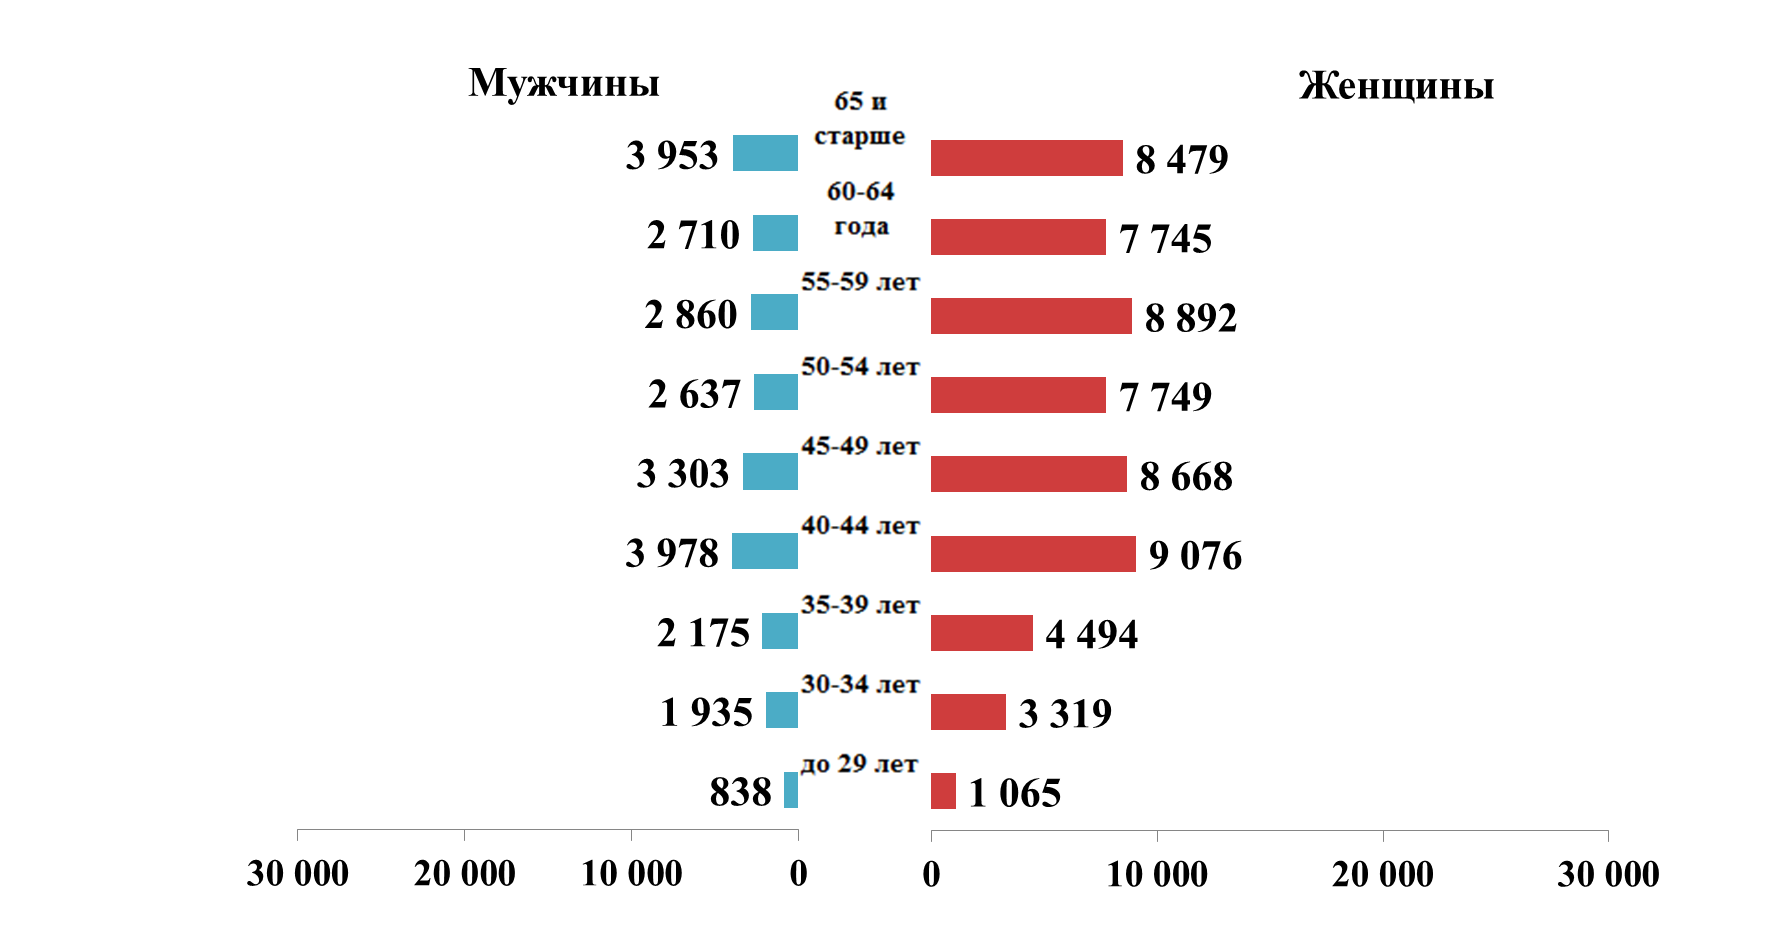 Мужчины
Женщины
65 и
старше
3 953
8 479
60-64
года
2 710
7 745
55-59 лет
2 860
8 892
50-54 лет
2 637
7 749
45-49 лет
3 303
8 668
40-44 лет
3 978
9 076
35-39 лет
2 175
4 494
30-34 лет
1 935
3 319
до 29 лет
838
1 065
30 000
20 000
10 000
0
0
10 000
20 000
30 000